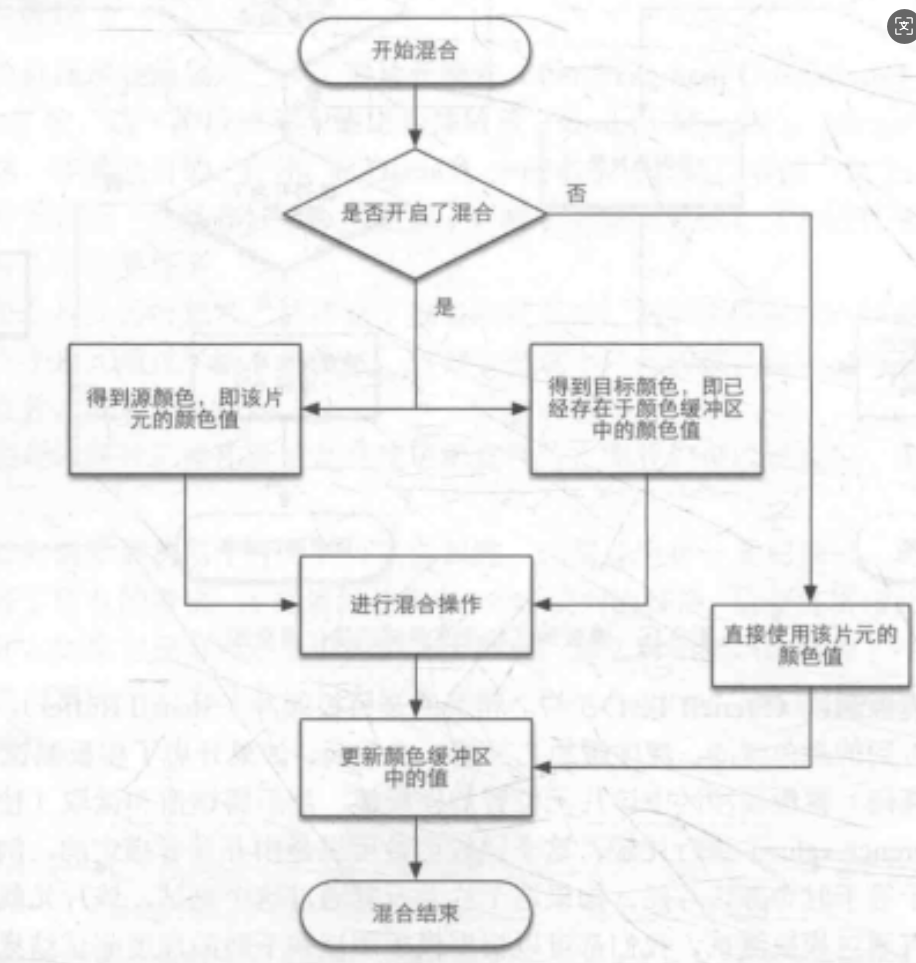 开始混合
是否开启了混合
否
是
得到源颜色，即该片
元的颜色值
得到目标颜色，即已
经存在于颜色缓冲区
中的颜色值
进行混合操作
直接使用该片元的
颜色值
更新颜色缓冲区
中的值
混合结束